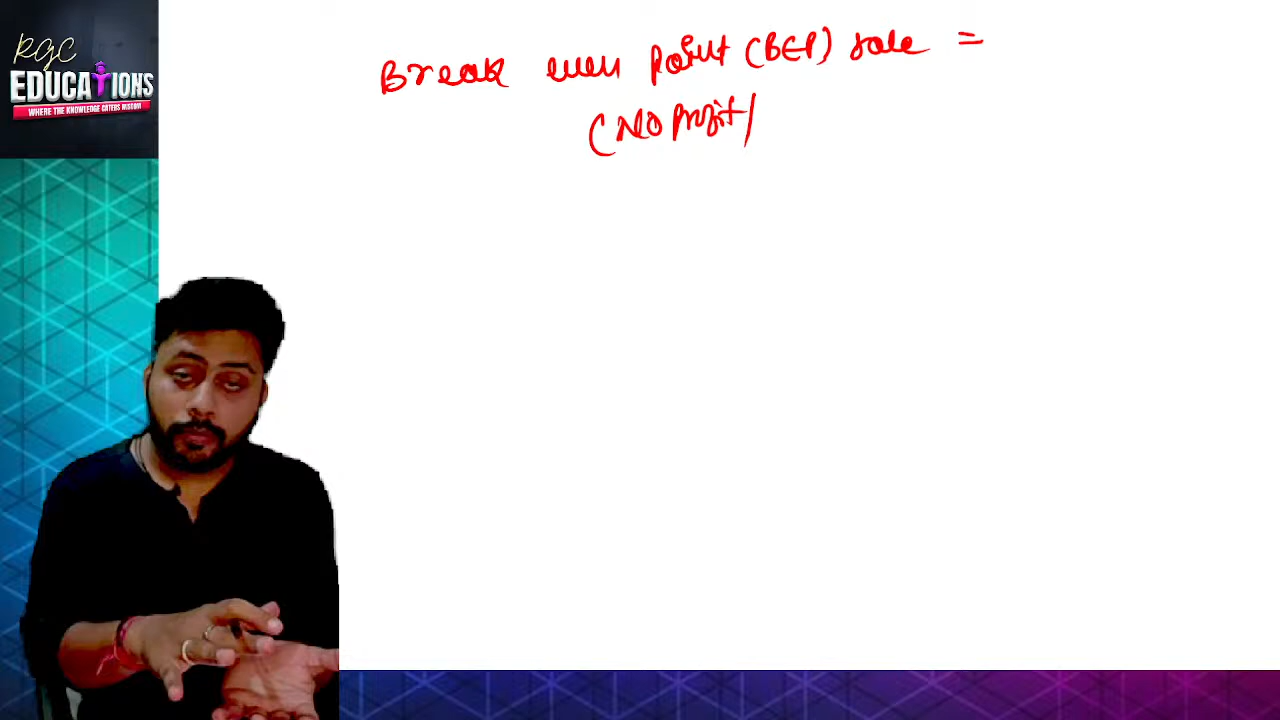 RGC
EDUCATIONS
WHERE THE KNOWLEDGE CATERS WISDOM
Break even Point (BEP) sale =
(No Profit/